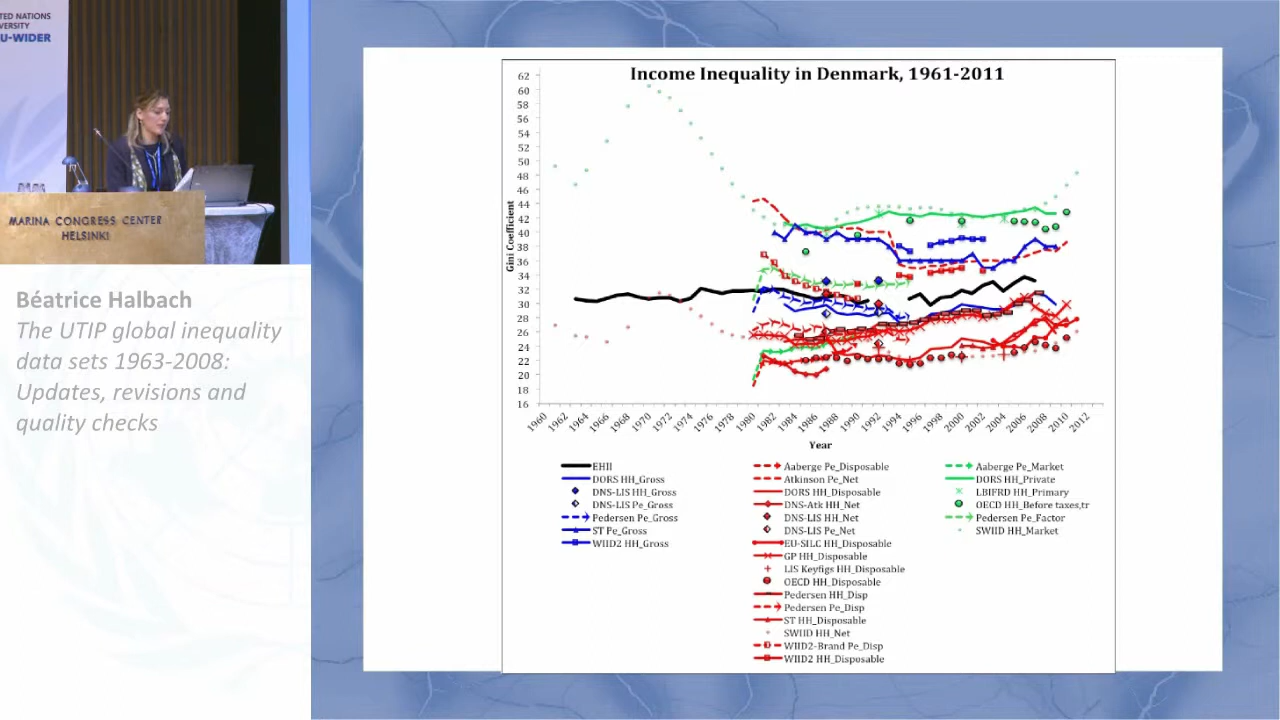 TED NATIONS
VERSITY
U-WIDER
MARINA CONGRESS CENTER
HELSINKI
Béatrice Halbach
The UTIP global inequality
data sets 1963-2008:
Updates, revisions and
quality checks
Income Inequality in Denmark, 1961-2011
Gini Coefficient
62
60
58
56
54
52
50
48
46
44
42
40
38
36
34
32
30
28
26
24
22
20
18
16
1960 1962 1964 1966 1968 1970 1972 1974 1976 1978 1980 1982 1984 1986 1988 1990 1992 1994 1996 1998 2000 2002 2004 2006 2008 2010 2012
Year
EHII
DORS HH_Gross
DNS-LIS HH_Gross
DNS-LIS Pe_Gross
Pedersen Pe_Gross
ST Pe_Gross
WIID2 HH_Gross
Aaberge Pe_Disposable
Atkinson Pe_Net
DORS HH_Disposable
DNS-Atk HH_Net
DNS-LIS HH_Net
DNS-LIS Pe_Net
EU-SILC HH_Disposable
GP HH_Disposable
LIS Keyfigs HH_Disposable
OECD HH_Disposable
Pedersen HH_Disp
Pedersen Pe_Disp
ST HH_Disposable
SWIID HH_Net
WIID2-Brand Pe_Disp
WIID2 HH_Disposable
Aaberge Pe_Market
DORS HH_Private
LBIFRD HH_Primary
OECD HH_Before taxes,tr
Pedersen Pe_Factor
SWIID HH_Market